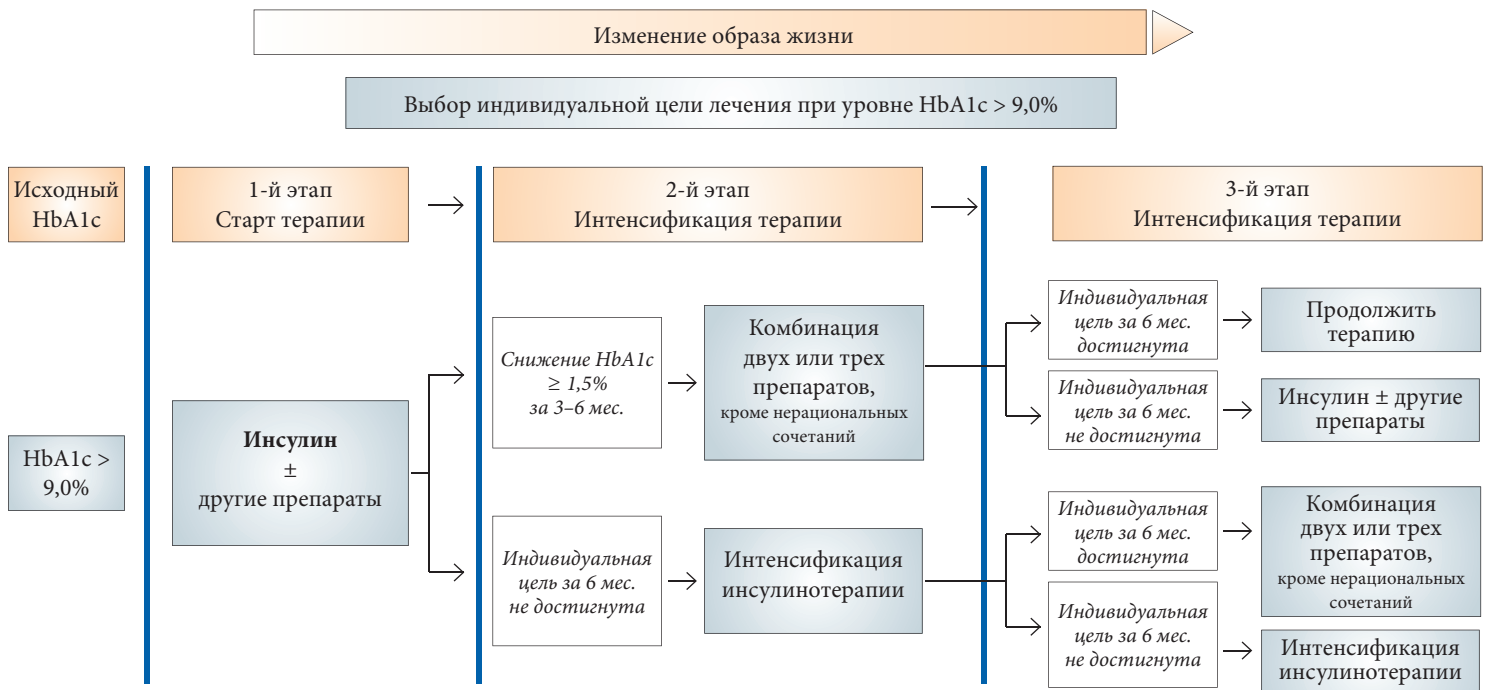 Изменение образа жизни
Выбор индивидуальной цели лечения при уровне HbA1c > 9,0%
Исходный
HbA1c
1-й этап
Старт терапии
2-й этап
Интенсификация терапии
3-й этап
Интенсификация терапии
HbA1c >
9,0%
Инсулин
±
другие препараты
Снижение HbA1c
≥ 1,5%
за 3–6 мес.
Комбинация
двух или трех
препаратов,
кроме нерациональных
сочетаний
Индивидуальная
цель за 6 мес.
не достигнута
Интенсификация
инсулинотерапии
Индивидуальная
цель за 6 мес.
достигнута
Продолжить
терапию
Индивидуальная
цель за 6 мес.
не достигнута
Инсулин ± другие
препараты
Индивидуальная
цель за 6 мес.
достигнута
Комбинация
двух или трех
препаратов,
кроме нерациональных
сочетаний
Индивидуальная
цель за 6 мес.
не достигнута
Интенсификация
инсулинотерапии